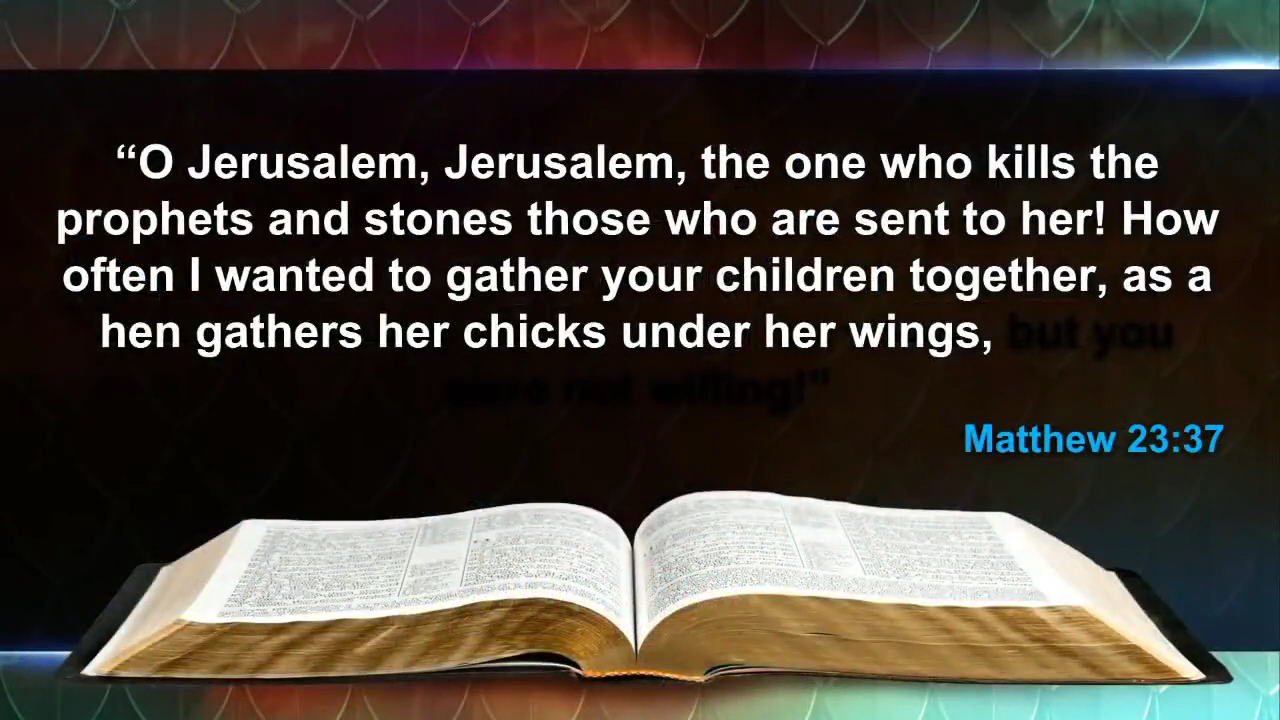 “O Jerusalem, Jerusalem, the one who kills the
prophets and stones those who are sent to her! How
often I wanted to gather your children together, as a
hen gathers her chicks under her wings, but you
were not willing!”
Matthew 23:37